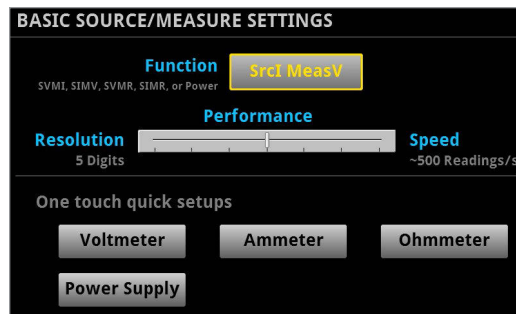 BASIC SOURCE/MEASURE SETTINGS
Function
SrcI MeasV
SVMI, SIMV, SVMR, SIMR, or Power
Performance
Resolution
Speed
5 Digits
~500 Readings/s
One touch quick setups
Voltmeter Ammeter Ohmmeter
Power Supply